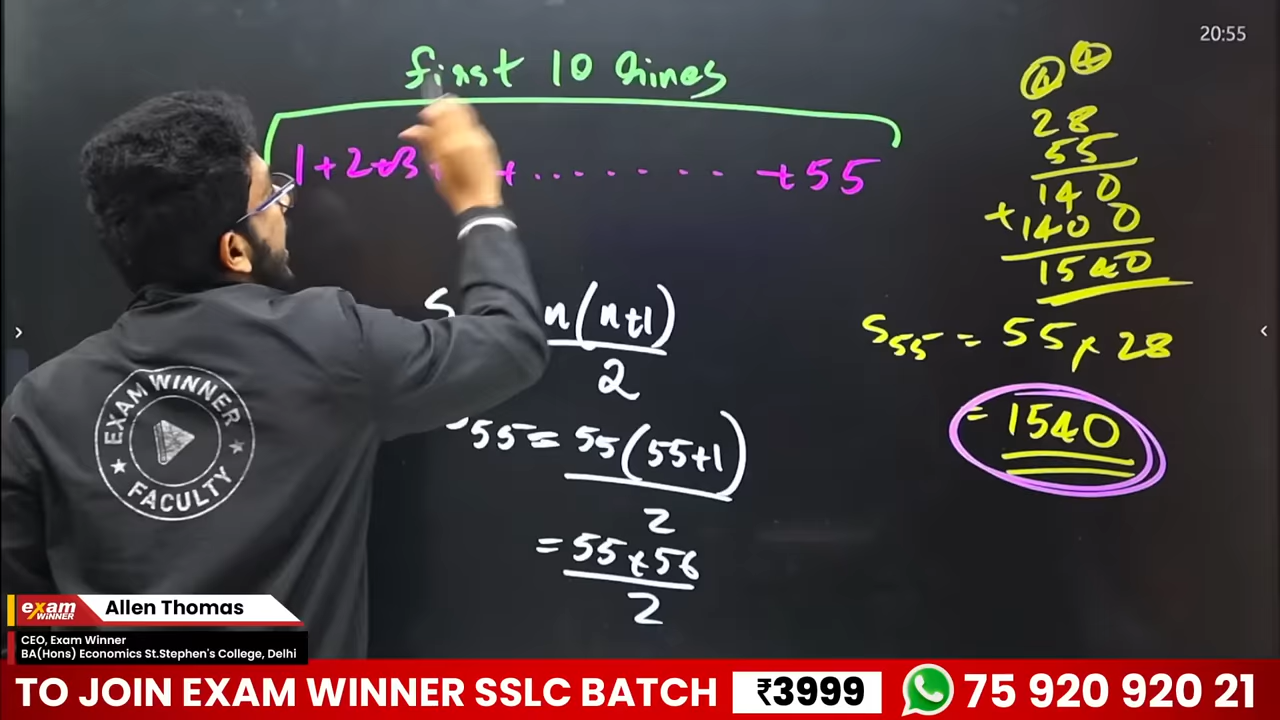 20:55
first 10 lines
1+2+3+ + ........ +55
n(n+1)
2
55 = 55(55+1)
2
= 55×56
2
4 4
28
55
140
+1400
1540
S55 = 55×28
= 1540
EXAM WINNER
FACULTY
exam WINNER
Allen Thomas
CEO, Exam Winner
BA(Hons) Economics St.Stephen's College, Delhi
TO JOIN EXAM WINNER SSLC BATCH ₹3999 75 920 920 21